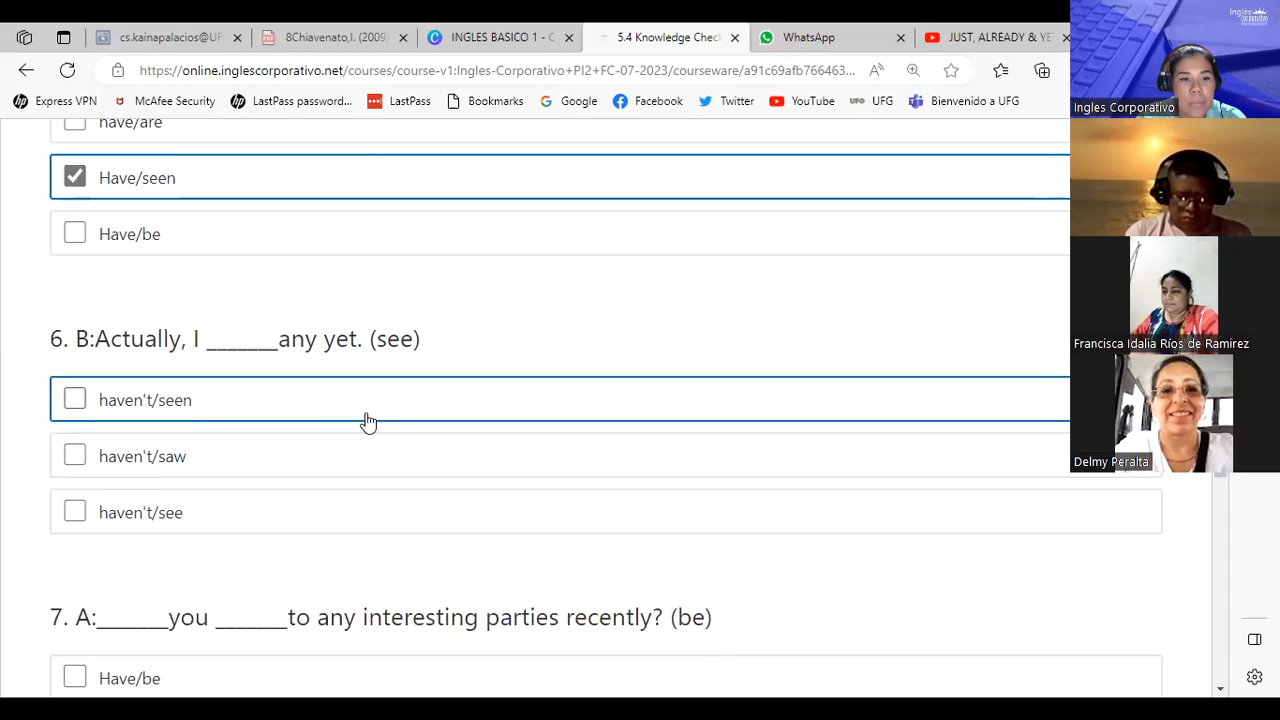 cs.kainapalacios@UF
8Chiavenato,I. (2009)
INGLES BASICO 1 -
5.4 Knowledge Check
WhatsApp
JUST, ALREADY & YE
https://online.inglescorporativo.net/courses/course-v1:Ingles-Corporativo+PI2+FC-07-2023/courseware/a91c69afb766463...
Express VPN
McAfee Security
LastPass password...
LastPass
Bookmarks
Google
Facebook
Twitter
YouTube
UFG
Bienvenido a UFG
have/are
Have/seen
Have/be
6. B:Actually, I _______any yet. (see)
haven't/seen
haven't/saw
haven't/see
7. A:_______you _______to any interesting parties recently? (be)
Have/be
Inglés
CORPORATIVO
Ingles Corporativo
Francisca Idalia Ríos de Ramirez
Delmy Peralta